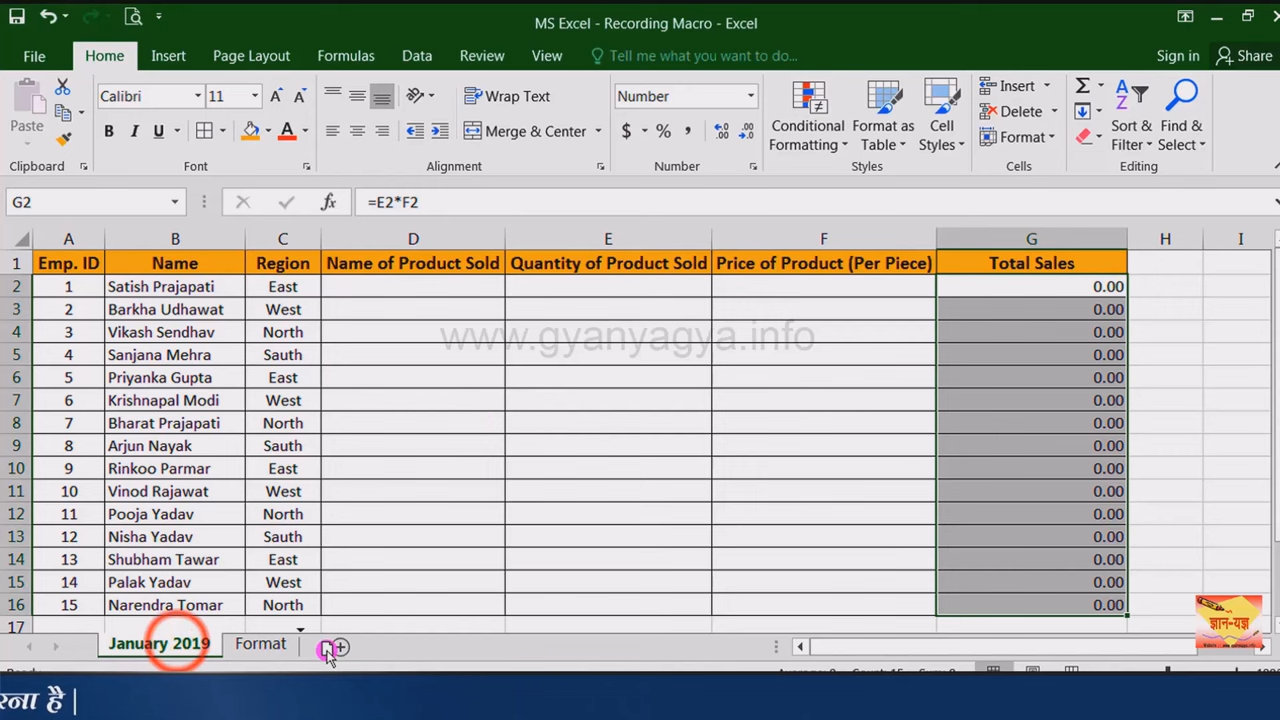 MS Excel - Recording Macro - Excel
File Home Insert Page Layout Formulas Data Review View Tell me what you want to do... Sign in Share
Paste
Clipboard
Calibri 11
B I U A
Font
Wrap Text
Merge & Center
Alignment
Number
$ % ,
Number
Conditional Formatting
Format as Table
Cell Styles
Styles
Insert
Delete
Format
Cells
Sort & Filter
Find & Select
Editing
G2 fx =E2*F2
A B C D E F G H I
1 Emp. ID Name Region Name of Product Sold Quantity of Product Sold Price of Product (Per Piece) Total Sales
2 1 Satish Prajapati East 0.00
3 2 Barkha Udhawat West 0.00
4 3 Vikash Sendhav North 0.00
www.gyanyagya.info
5 4 Sanjana Mehra Sauth 0.00
6 5 Priyanka Gupta East 0.00
7 6 Krishnapal Modi West 0.00
8 7 Bharat Prajapati North 0.00
9 8 Arjun Nayak Sauth 0.00
10 9 Rinkoo Parmar East 0.00
11 10 Vinod Rajawat West 0.00
12 11 Pooja Yadav North 0.00
13 12 Nisha Yadav Sauth 0.00
14 13 Shubham Tawar East 0.00
15 14 Palak Yadav West 0.00
16 15 Narendra Tomar North 0.00
17
ज्ञान-यज्ञ
January 2019 Format
रना है |